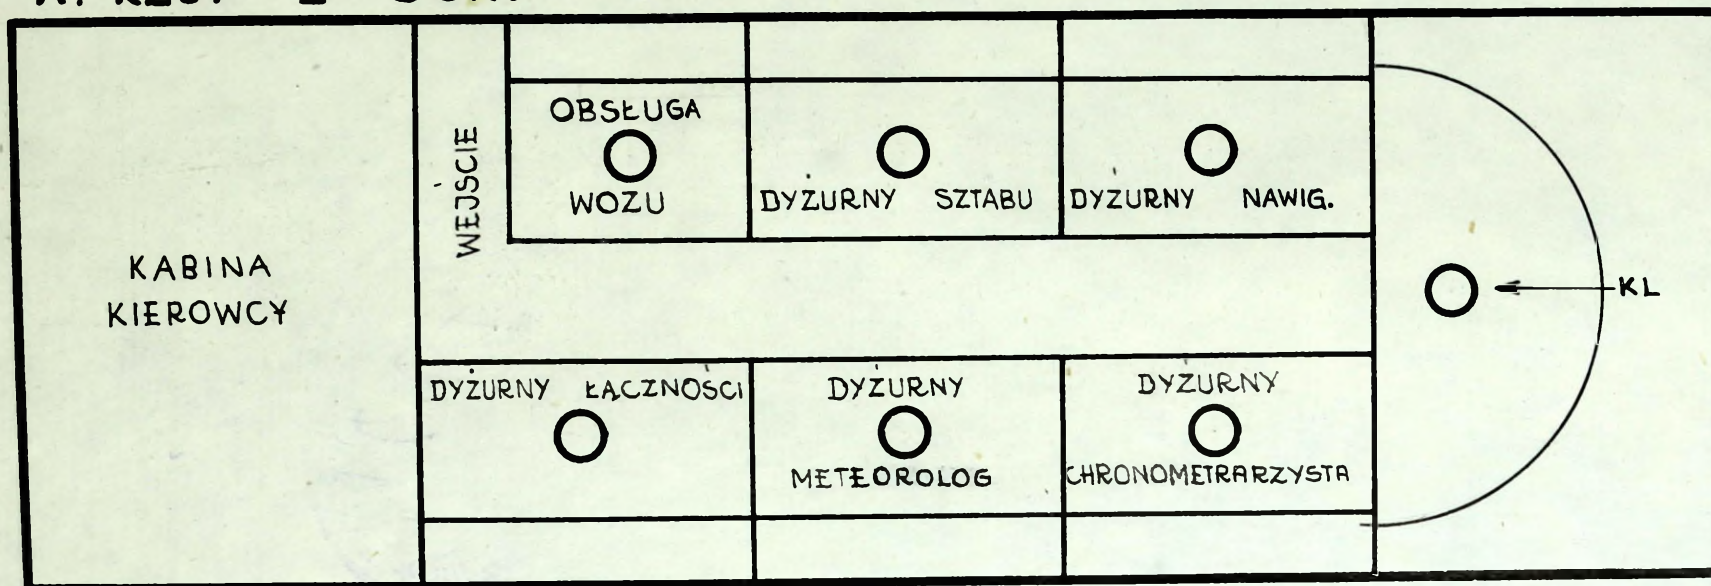 KABINA
KIEROWCY
WEJŚCIE
OBSŁUGA
WOZU
DYŻURNY SZTABU
DYŻURNY NAWIG.
KL
DYŻURNY ŁĄCZNOŚCI
DYŻURNY
METEOROLOG
DYŻURNY
CHRONOMETRARZYSTA